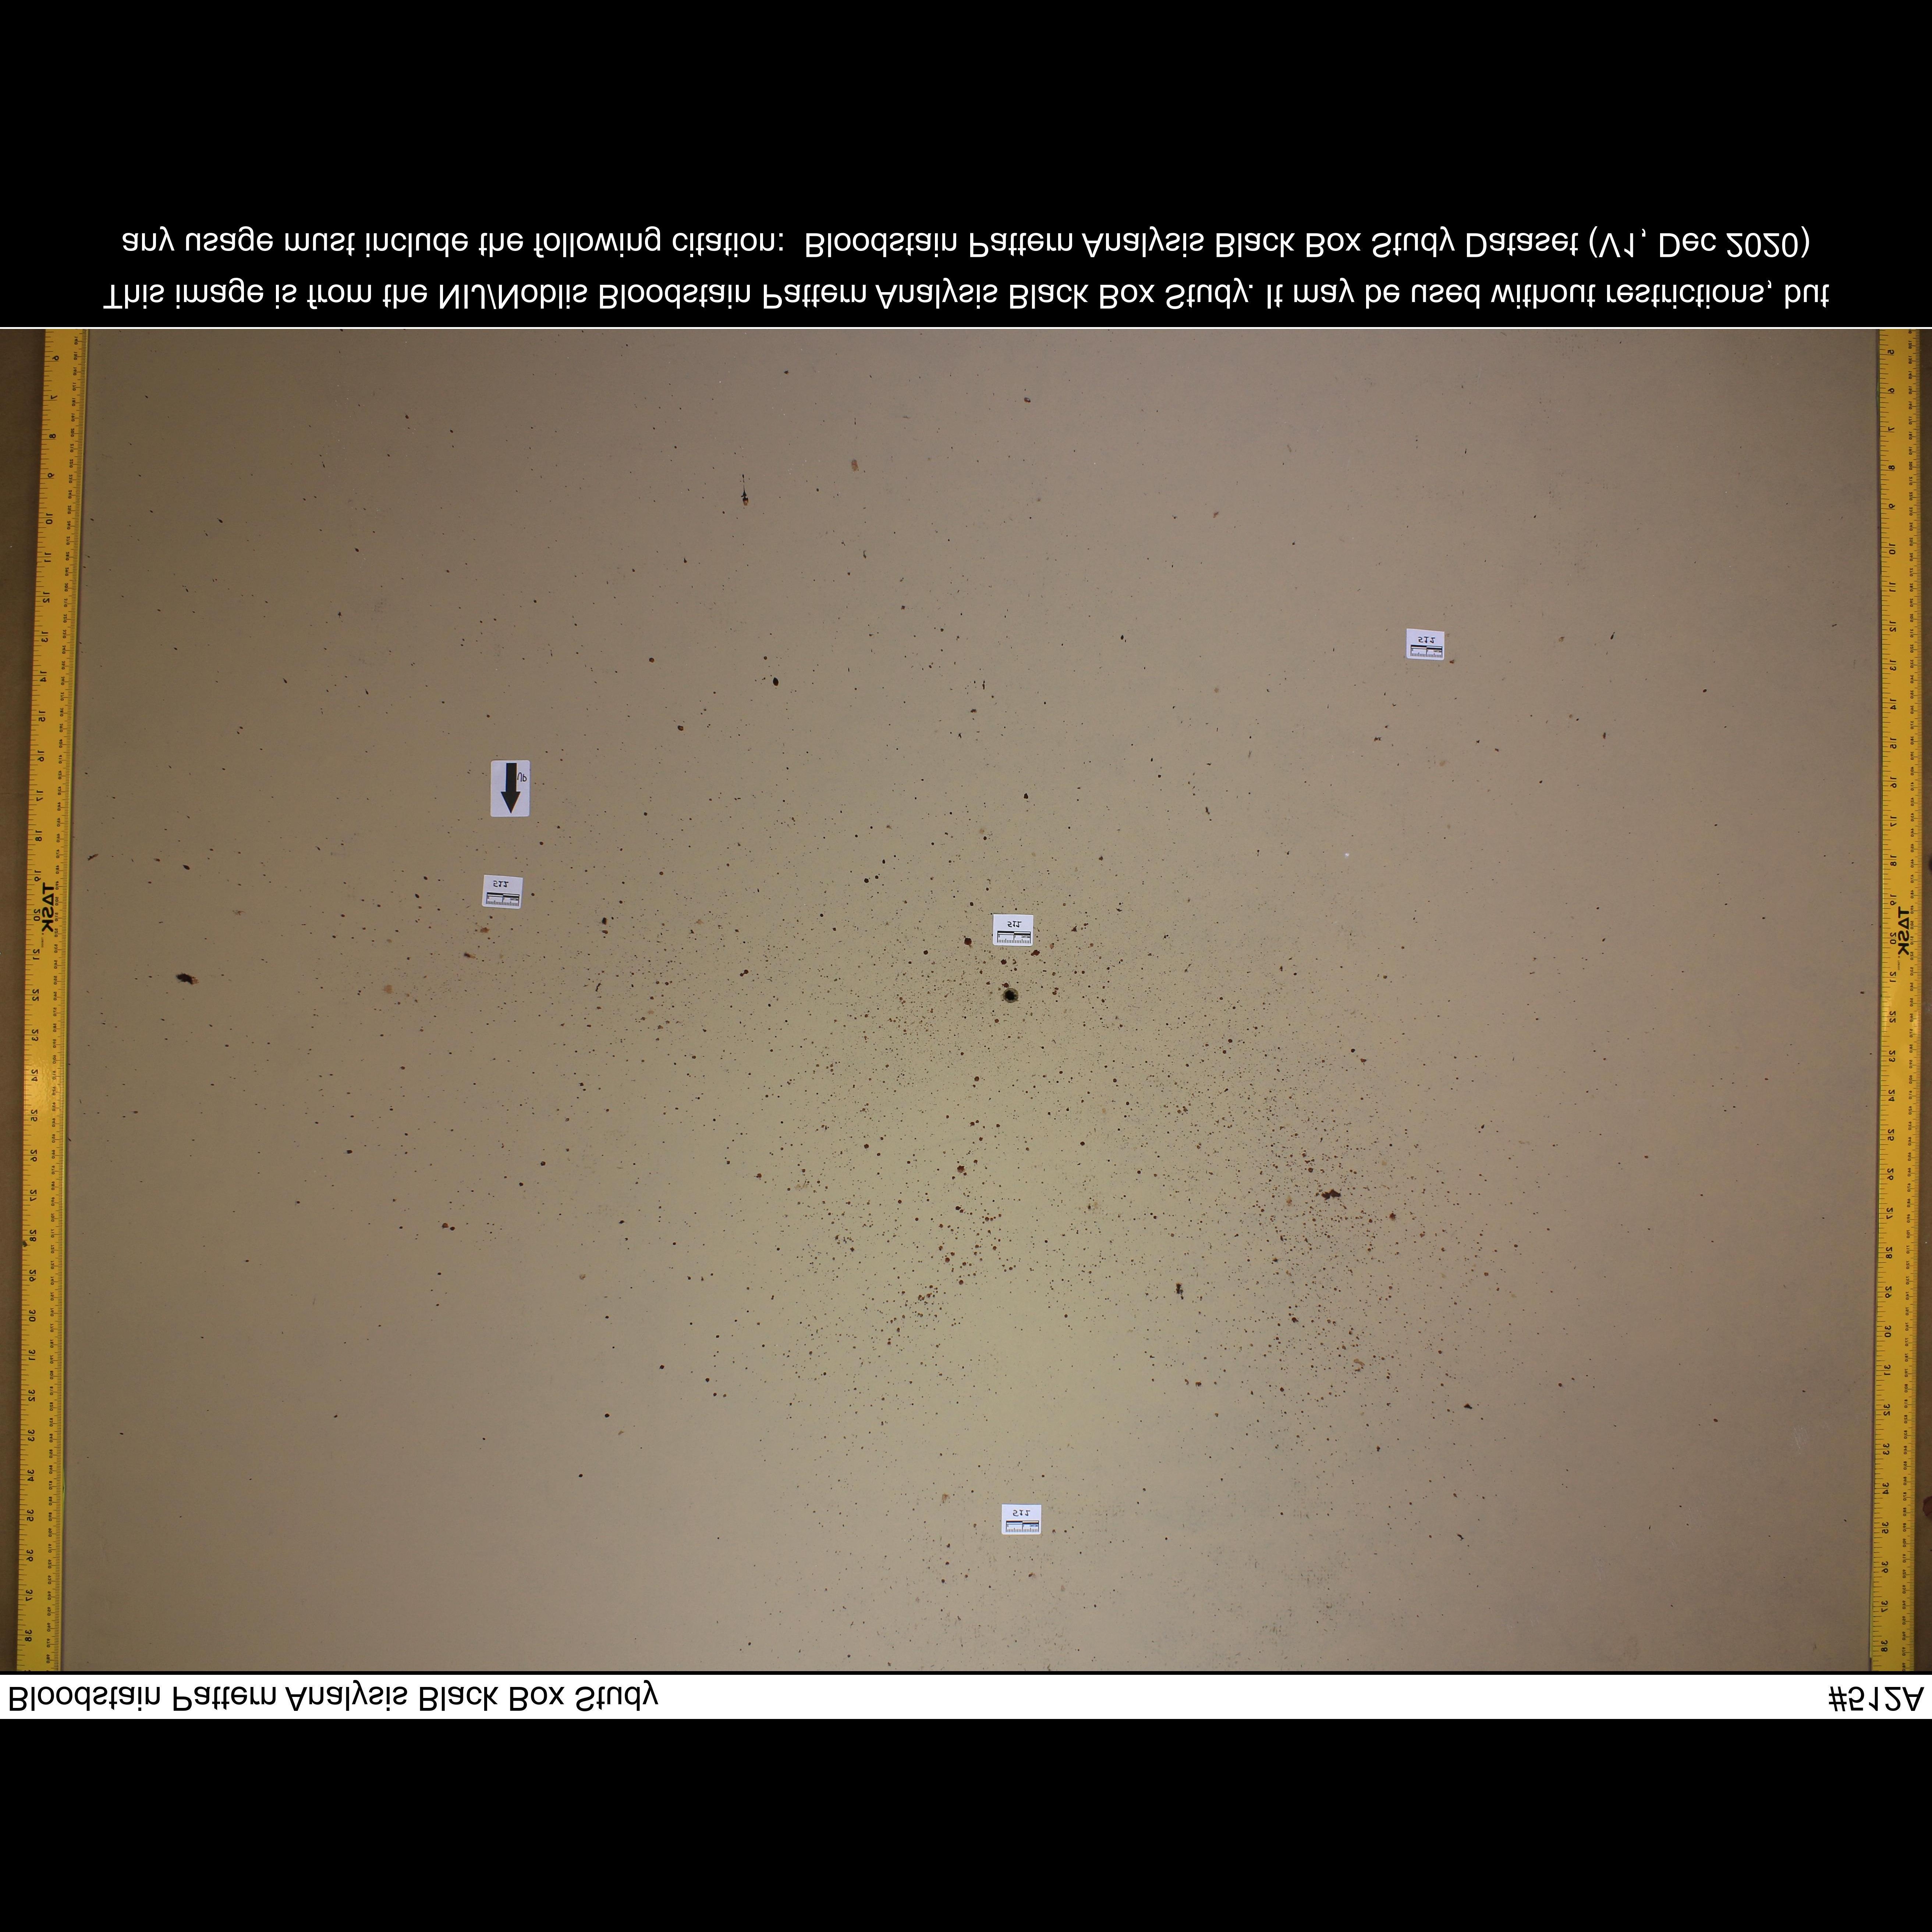 Bloodstain Pattern Analysis Black Box Study #512A
512
512
TASK
TASK
512
UP
512
This image is from the NIJ/Noblis Bloodstain Pattern Analysis Black Box Study. It may be used without restrictions, but
any usage must include the following citation:  Bloodstain Pattern Analysis Black Box Study Dataset (V1, Dec 2020)